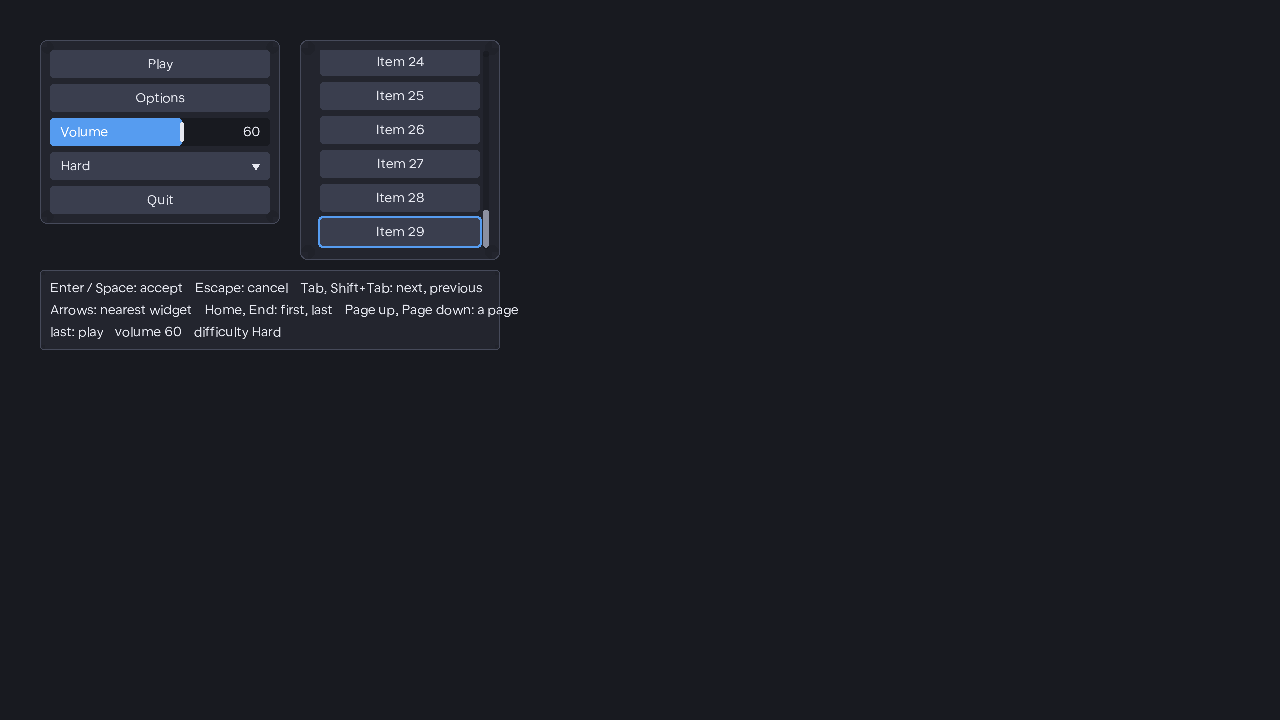 Play
Options
Volume 60
Hard
Quit
Item 24
Item 25
Item 26
Item 27
Item 28
Item 29
Enter / Space: accept Escape: cancel Tab, Shift+Tab: next, previous
Arrows: nearest widget Home, End: first, last Page up, Page down: a page
last: play volume 60 difficulty Hard